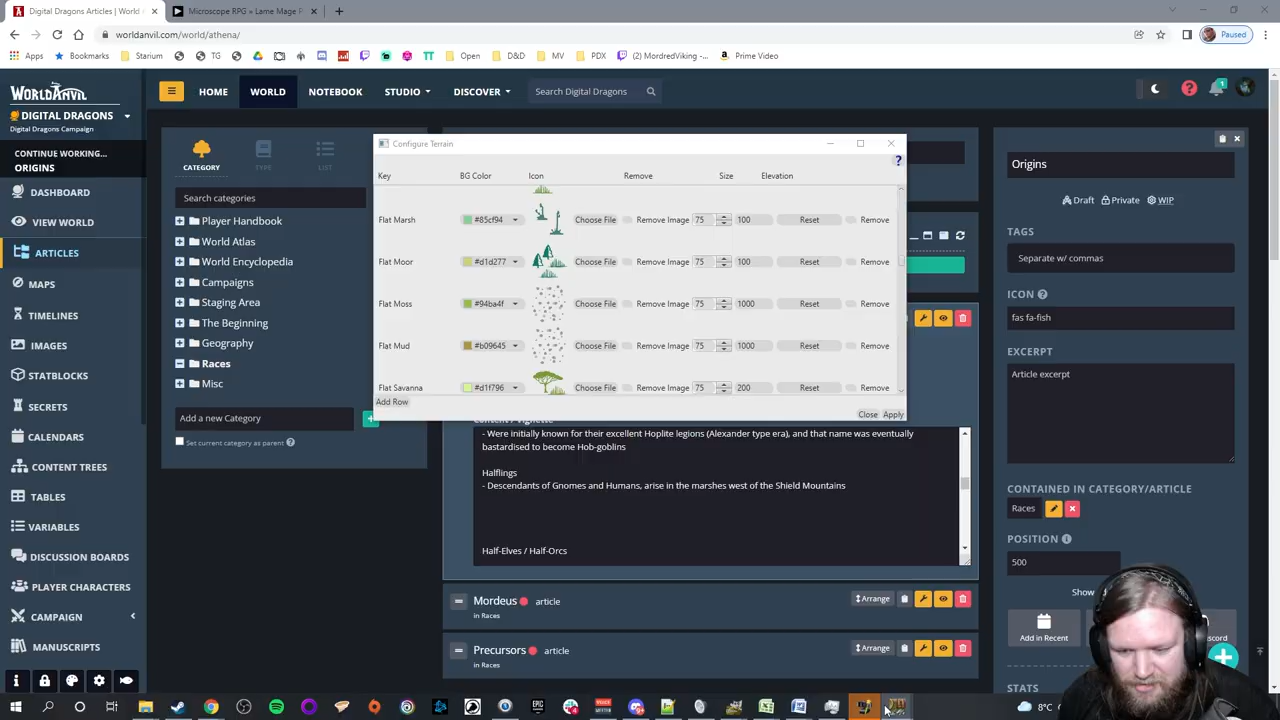 Digital Dragons Articles | World
Microscope RPG » Lame Mage P
worldanvil.com/world/athena/
Paused
Apps
Bookmarks
Starium
TG
Open
D&D
MV
PDX
(2) MordredViking -...
Prime Video
WORLDANVIL
DIGITAL DRAGONS
Digital Dragons Campaign
HOME
WORLD
NOTEBOOK
STUDIO
DISCOVER
Search Digital Dragons
1
CONTINUE WORKING...
ORIGINS
DASHBOARD
VIEW WORLD
ARTICLES
MAPS
TIMELINES
IMAGES
STATBLOCKS
SECRETS
CALENDARS
CONTENT TREES
TABLES
VARIABLES
DISCUSSION BOARDS
PLAYER CHARACTERS
CAMPAIGN
MANUSCRIPTS
CATEGORY
TYPE
LIST
Search categories
Player Handbook
World Atlas
World Encyclopedia
Campaigns
Staging Area
The Beginning
Geography
Races
Misc
Add a new Category
Set current category as parent
Configure Terrain
Key BG Color Icon Remove Size Elevation
Flat Marsh #85cf94 Choose File Remove Image 75 100 Reset Remove
Flat Moor #d1d277 Choose File Remove Image 75 100 Reset Remove
Flat Moss #94ba4f Choose File Remove Image 75 1000 Reset Remove
Flat Mud #b09645 Choose File Remove Image 75 1000 Reset Remove
Flat Savanna #d1f796 Choose File Remove Image 75 200 Reset Remove
Add Row
Close Apply
Content / Vignette
- Were initially known for their excellent Hoplite legions (Alexander type era), and that name was eventually
bastardised to become Hob-goblins
Halflings
- Descendants of Gnomes and Humans, arise in the marshes west of the Shield Mountains
Half-Elves / Half-Orcs
Mordeus article
in Races
Arrange
Precursors article
in Races
Arrange
Origins
Draft Private WIP
TAGS
Separate w/ commas
ICON
fas fa-fish
EXCERPT
Article excerpt
CONTAINED IN CATEGORY/ARTICLE
Races
POSITION
500
Show
Add in Recent
STATS
8°C